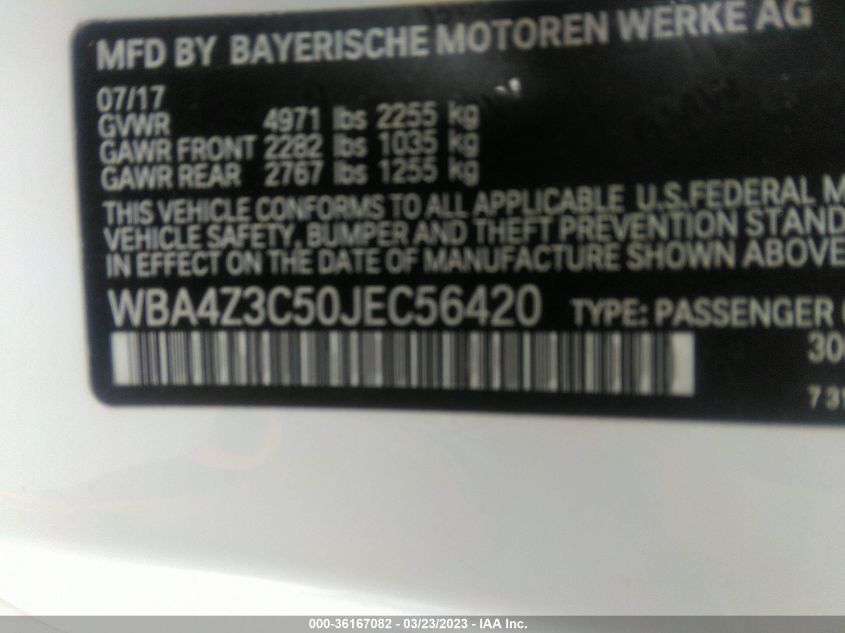 MFD BY BAYERISCHE MOTOREN WERKE AG
07/17
GVWR 4971 lbs 2255 kg
GAWR FRONT 2282 lbs 1035 kg
GAWR REAR 2767 lbs 1255 kg
THIS VEHICLE CONFORMS TO ALL APPLICABLE U.S.FEDERAL M
VEHICLE SAFETY, BUMPER AND THEFT PREVENTION STAND
IN EFFECT ON THE DATE OF MANUFACTURE SHOWN ABOVE
WBA4Z3C50JEC56420 TYPE: PASSENGER
30
7 31
000-36167082 - 03/23/2023 - IAA Inc.